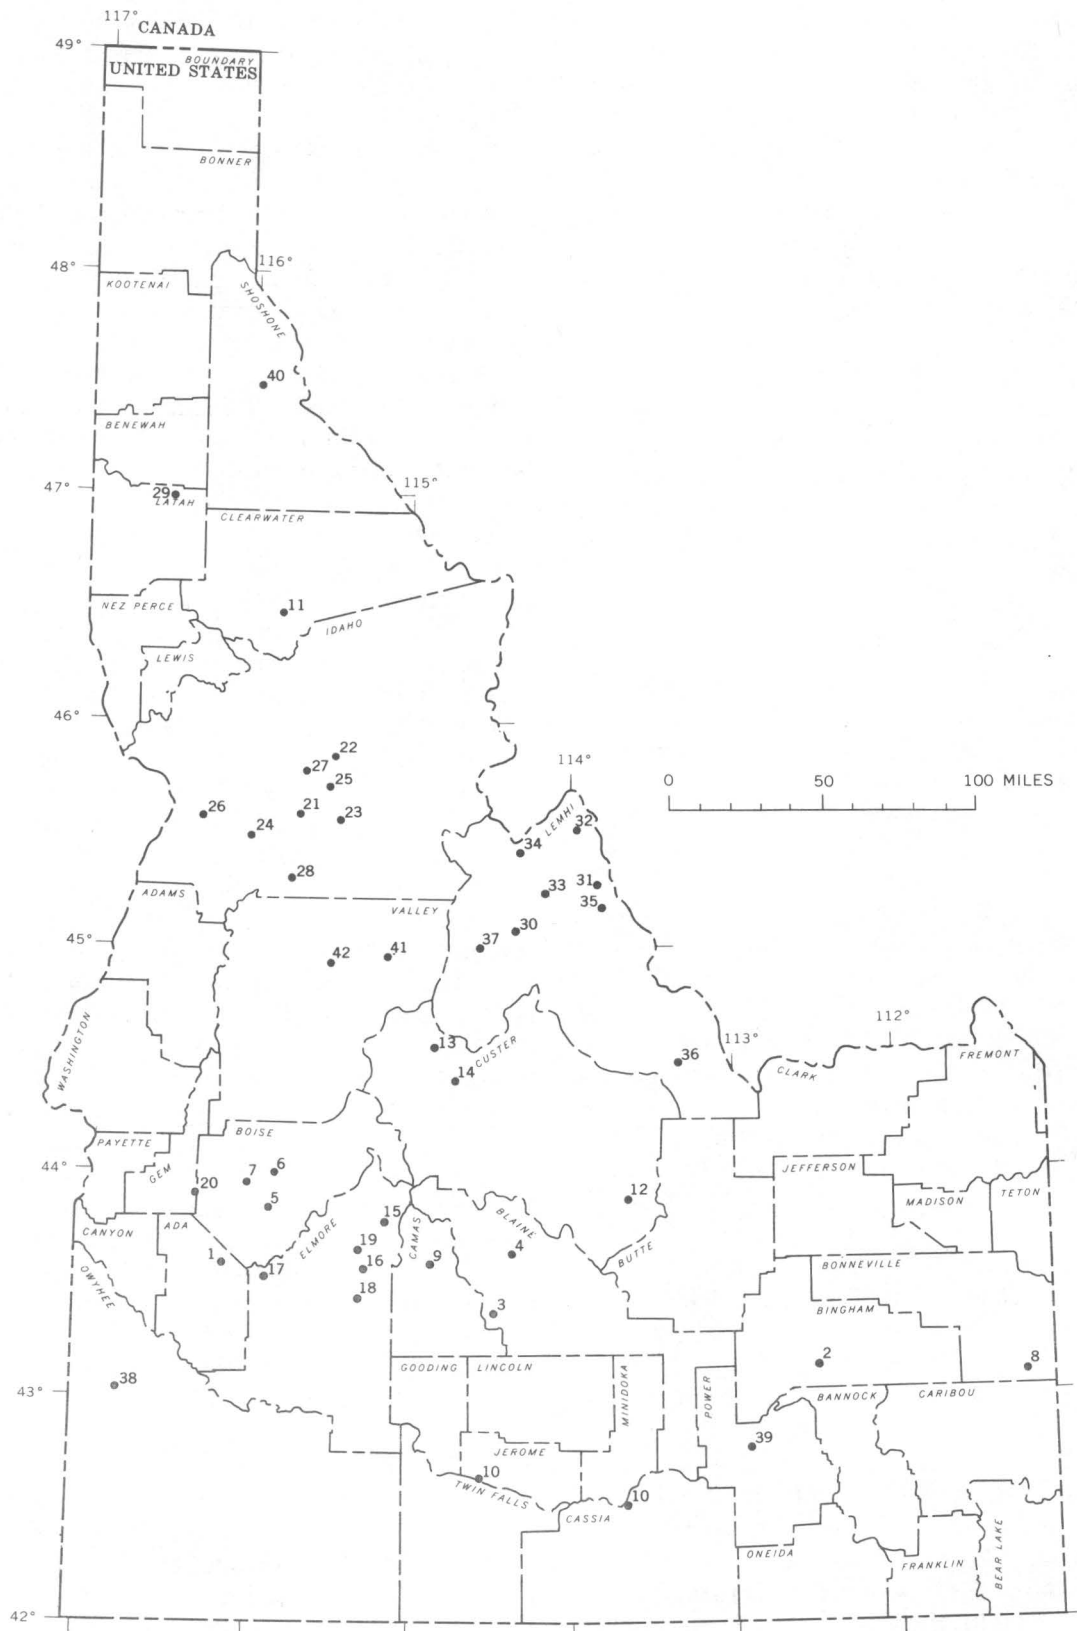 117°
CANADA
49°
BOUNDARY
UNITED STATES
BONNER
48°
116°
KOOTENAI
SHOSHONE
40
BENEWAH
47°
115°
29
LATAH
CLEARWATER
NEZ PERCE
11
IDAHO
LEWIS
46°
22
27
114°
25
0 50 100 MILES
26
21
23
24
LEMHI
32
34
28
31
33
ADAMS
35
VALLEY
30
45°
42
41
37
WASHINGTON
112°
113°
13
CUSTER
36
FREMONT
14
CLARK
BOISE
PAYETTE
44°
GEM
7
6
JEFFERSON
20
12
MADISON
TETON
5
15
BLAINE
CANYON
ADA
ELMORE
CAMAS
19
4
BUTTE
1
16
9
BONNEVILLE
17
OWYHEE
18
3
BINGHAM
2
8
GOODING
LINCOLN
MINIDOKA
38
43°
POWER
BANNOCK
CARIBOU
39
JEROME
10
TWIN FALLS
10
CASSIA
ONEIDA
FRANKLIN
BEAR LAKE
42°